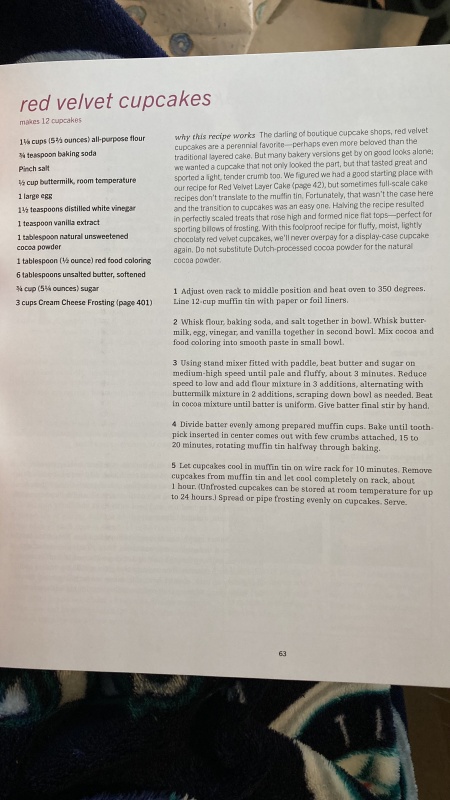 red velvet cupcakes
makes 12 cupcakes
1¼ cups (5⅔ ounces) all-purpose flour
¾ teaspoon baking soda
Pinch salt
½ cup buttermilk, room temperature
1 large egg
1½ teaspoons distilled white vinegar
1 teaspoon vanilla extract
1 tablespoon natural unsweetened
cocoa powder
1 tablespoon (½ ounce) red food coloring
6 tablespoons unsalted butter, softened
¾ cup (5¼ ounces) sugar
3 cups Cream Cheese Frosting (page 401)
why this recipe works The darling of boutique cupcake shops, red velvet
cupcakes are a perennial favorite—perhaps even more beloved than the
traditional layered cake. But many bakery versions get by on good looks alone;
we wanted a cupcake that not only looked the part, but that tasted great and
sported a light, tender crumb too. We figured we had a good starting place with
our recipe for Red Velvet Layer Cake (page 42), but sometimes full-scale cake
recipes don't translate to the muffin tin. Fortunately, that wasn't the case here
and the transition to cupcakes was an easy one. Halving the recipe resulted
in perfectly scaled treats that rose high and formed nice flat tops—perfect for
sporting billows of frosting. With this foolproof recipe for fluffy, moist, lightly
chocolaty red velvet cupcakes, we'll never overpay for a display-case cupcake
again. Do not substitute Dutch-processed cocoa powder for the natural
cocoa powder.
1 Adjust oven rack to middle position and heat oven to 350 degrees.
Line 12-cup muffin tin with paper or foil liners.
2 Whisk flour, baking soda, and salt together in bowl. Whisk butter-
milk, egg, vinegar, and vanilla together in second bowl. Mix cocoa and
food coloring into smooth paste in small bowl.
3 Using stand mixer fitted with paddle, beat butter and sugar on
medium-high speed until pale and fluffy, about 3 minutes. Reduce
speed to low and add flour mixture in 3 additions, alternating with
buttermilk mixture in 2 additions, scraping down bowl as needed. Beat
in cocoa mixture until batter is uniform. Give batter final stir by hand.
4 Divide batter evenly among prepared muffin cups. Bake until tooth-
pick inserted in center comes out with few crumbs attached, 15 to
20 minutes, rotating muffin tin halfway through baking.
5 Let cupcakes cool in muffin tin on wire rack for 10 minutes. Remove
cupcakes from muffin tin and let cool completely on rack, about
1 hour. (Unfrosted cupcakes can be stored at room temperature for up
to 24 hours.) Spread or pipe frosting evenly on cupcakes. Serve.
63